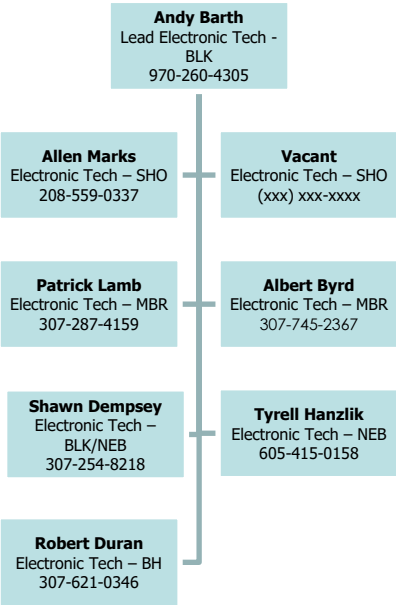 Andy Barth
Lead Electronic Tech -
BLK
970-260-4305
Allen Marks
Electronic Tech – SHO
208-559-0337
Vacant
Electronic Tech – SHO
(xxx) xxx-xxxx
Patrick Lamb
Electronic Tech – MBR
307-287-4159
Albert Byrd
Electronic Tech – MBR
307-745-2367
Shawn Dempsey
Electronic Tech –
BLK/NEB
307-254-8218
Tyrell Hanzlik
Electronic Tech – NEB
605-415-0158
Robert Duran
Electronic Tech – BH
307-621-0346